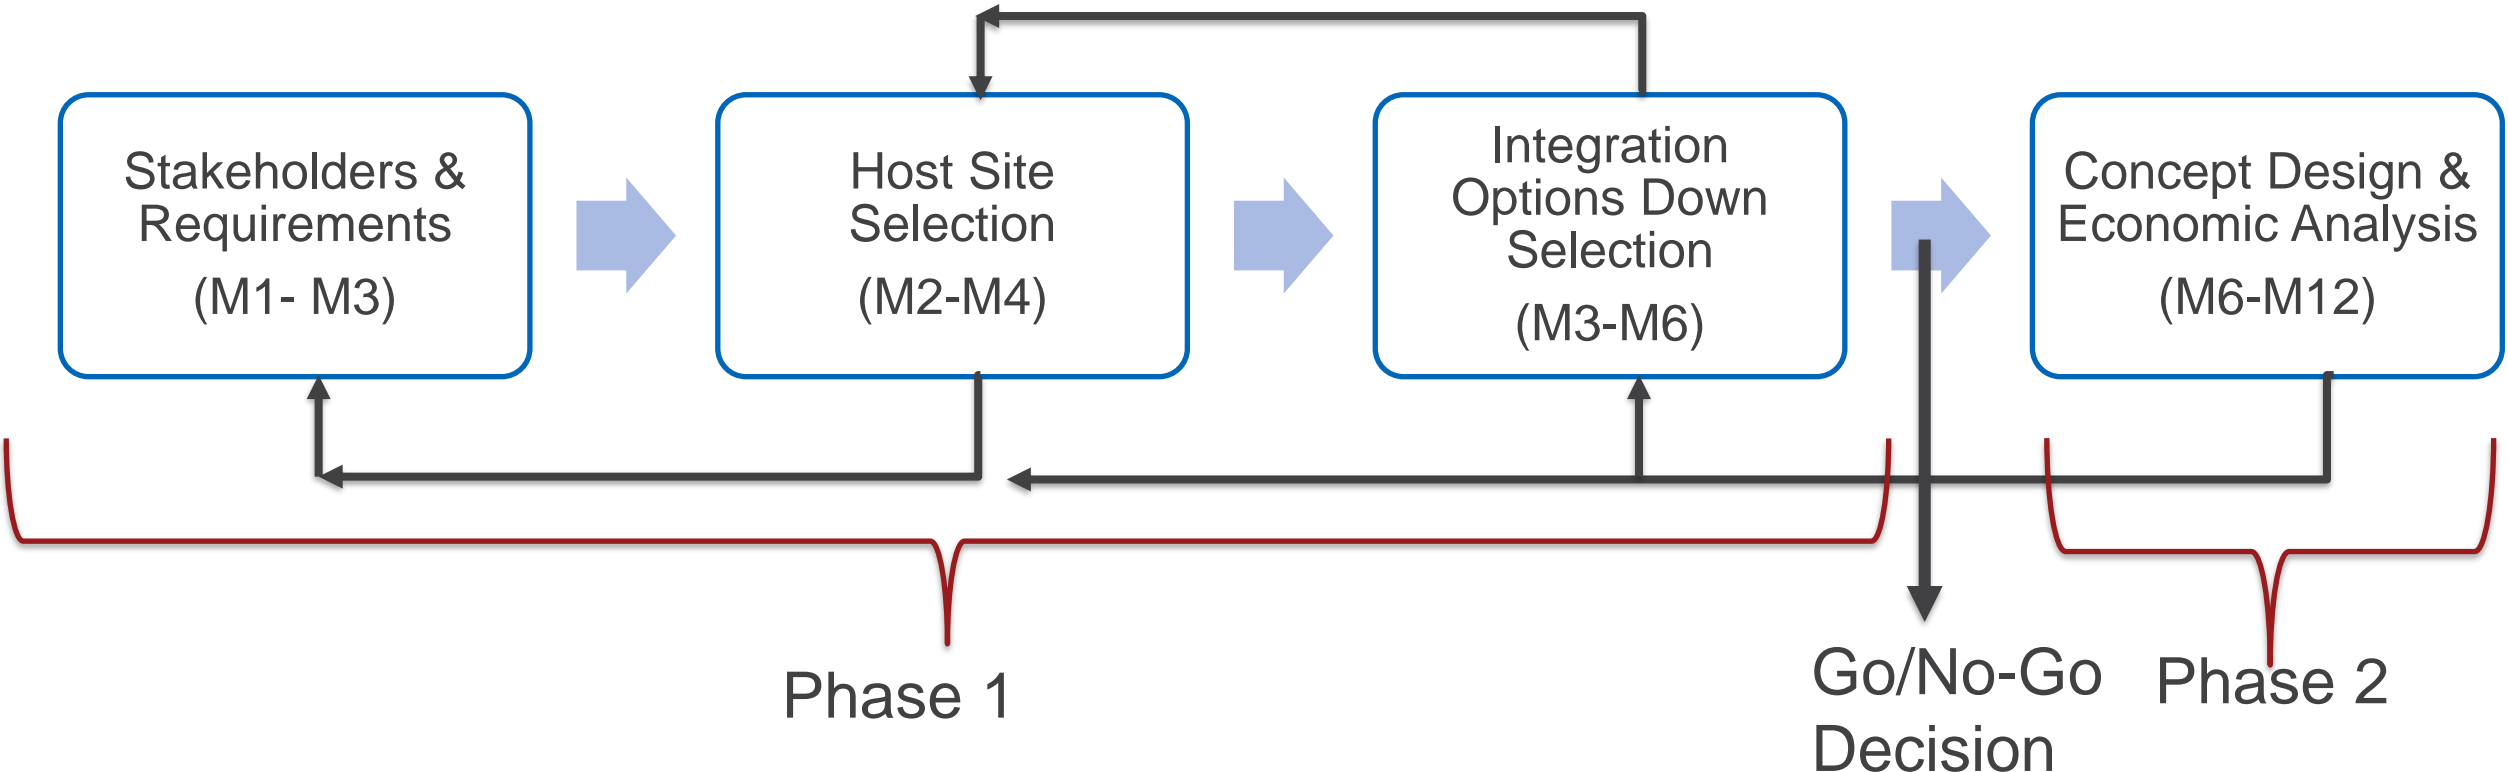 Stakeholders &
Requirements
(M1- M3)
Host Site
Selection
(M2-M4)
Integration
Options Down
Selection
(M3-M6)
Concept Design &
Economic Analysis
(M6-M12)
Phase 1
Go/No-Go
Decision
Phase 2